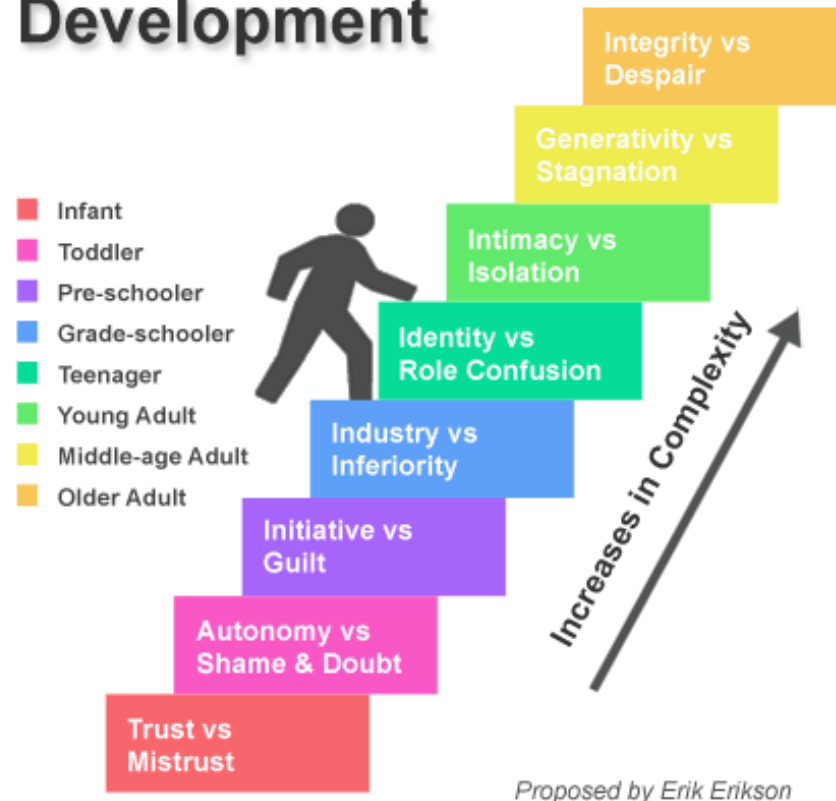 Development
Integrity vs
Despair
Generativity vs
Stagnation
Intimacy vs
Isolation
Identity vs
Role Confusion
Industry vs
Inferiority
Initiative vs
Guilt
Autonomy vs
Shame & Doubt
Trust vs
Mistrust
Infant
Toddler
Pre-schooler
Grade-schooler
Teenager
Young Adult
Middle-age Adult
Older Adult
Increases in Complexity
Proposed by Erik Erikson